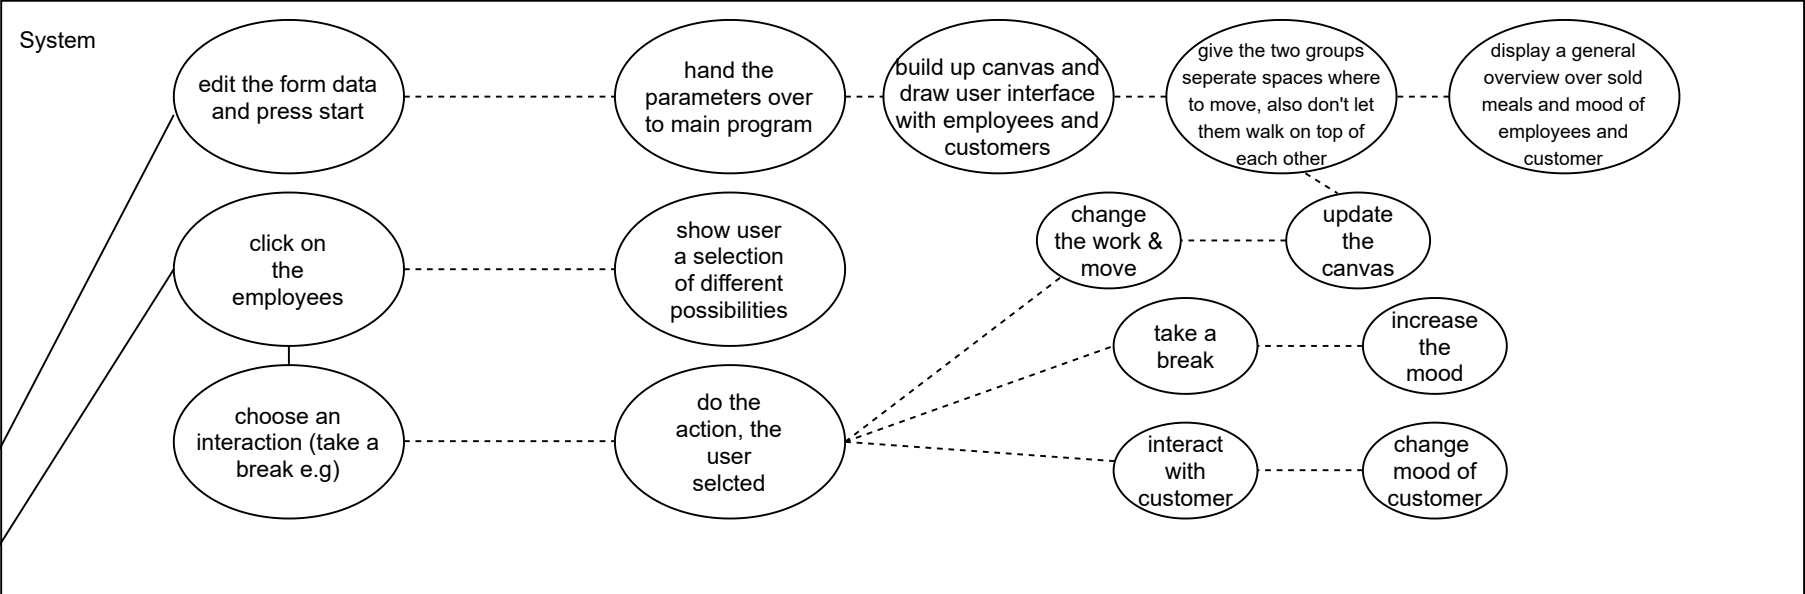 System
edit the form data
and press start
hand the
parameters over
to main program
build up canvas and
draw user interface
with employees and
customers
give the two groups
seperate spaces where
to move, also don't let
them walk on top of
each other
display a general
overview over sold
meals and mood of
employees and
customer
click on
the
employees
show user
a selection
of different
possibilities
change
the work &
move
update
the
canvas
take a
break
increase
the
mood
choose an
interaction (take a
break e.g)
do the
action, the
user
selcted
interact
with
customer
change
mood of
customer